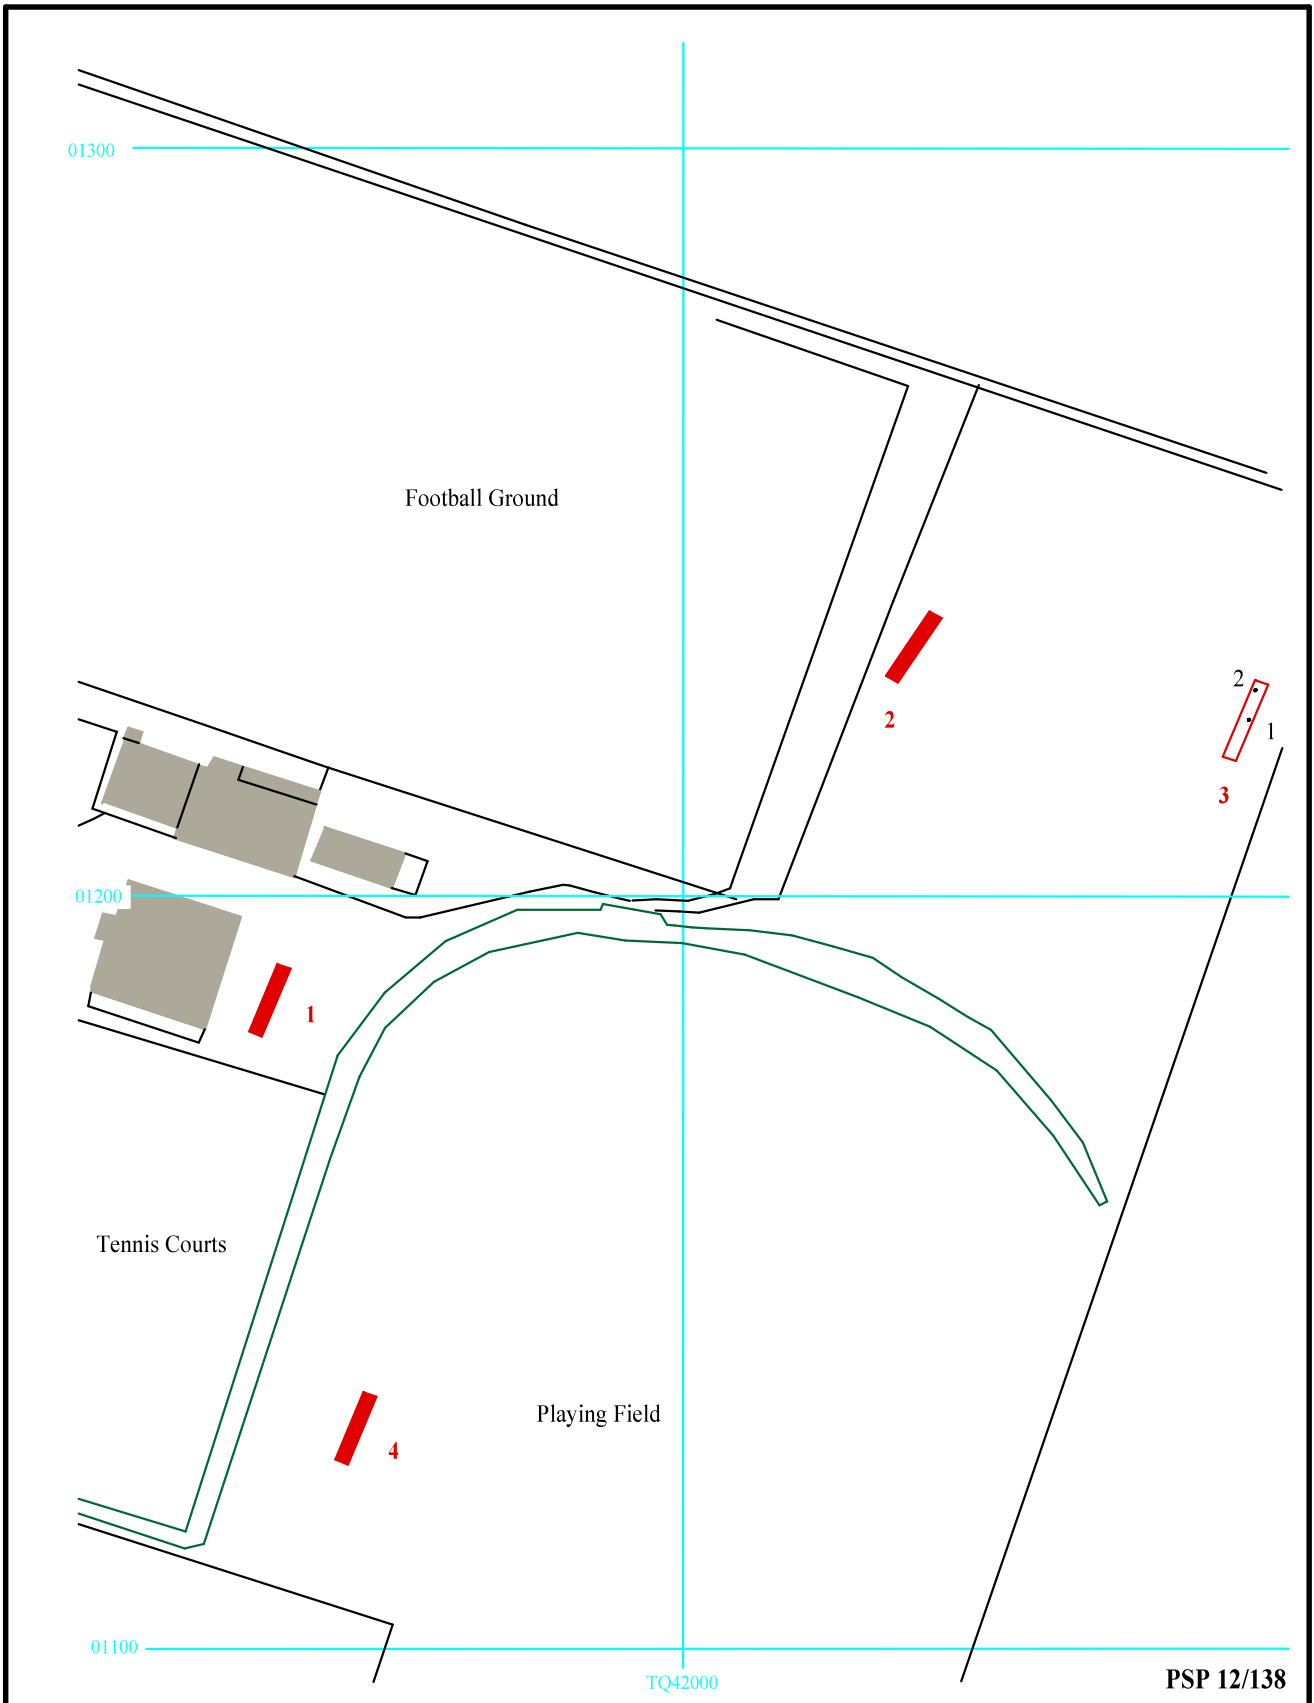 01300
Football Ground
2
2
1
3
01200
1
Tennis Courts
Playing Field
4
01100
TQ42000
PSP 12/138